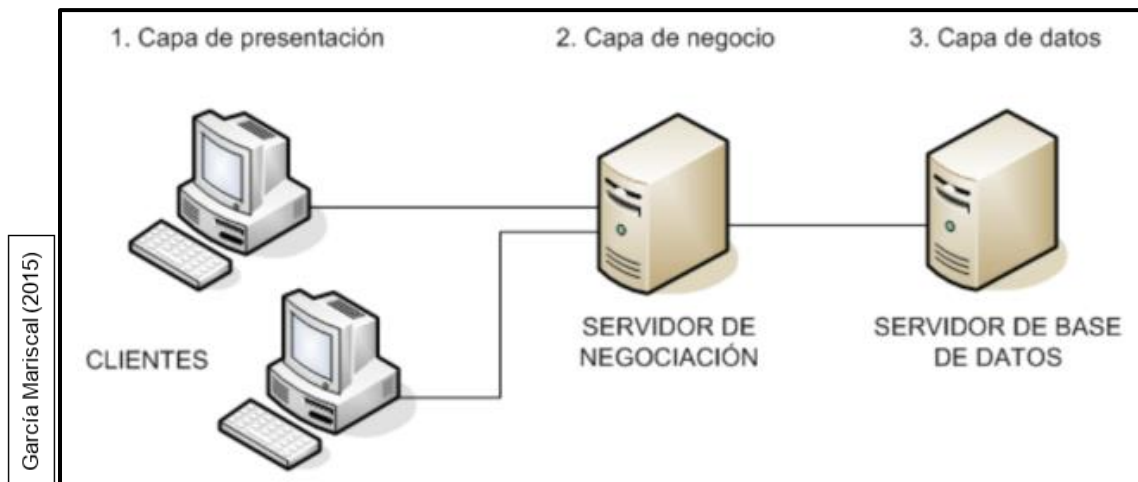 1. Capa de presentación
2. Capa de negocio
3. Capa de datos
CLIENTES
SERVIDOR DE
NEGOCIACIÓN
SERVIDOR DE BASE
DE DATOS
García Mariscal (2015)